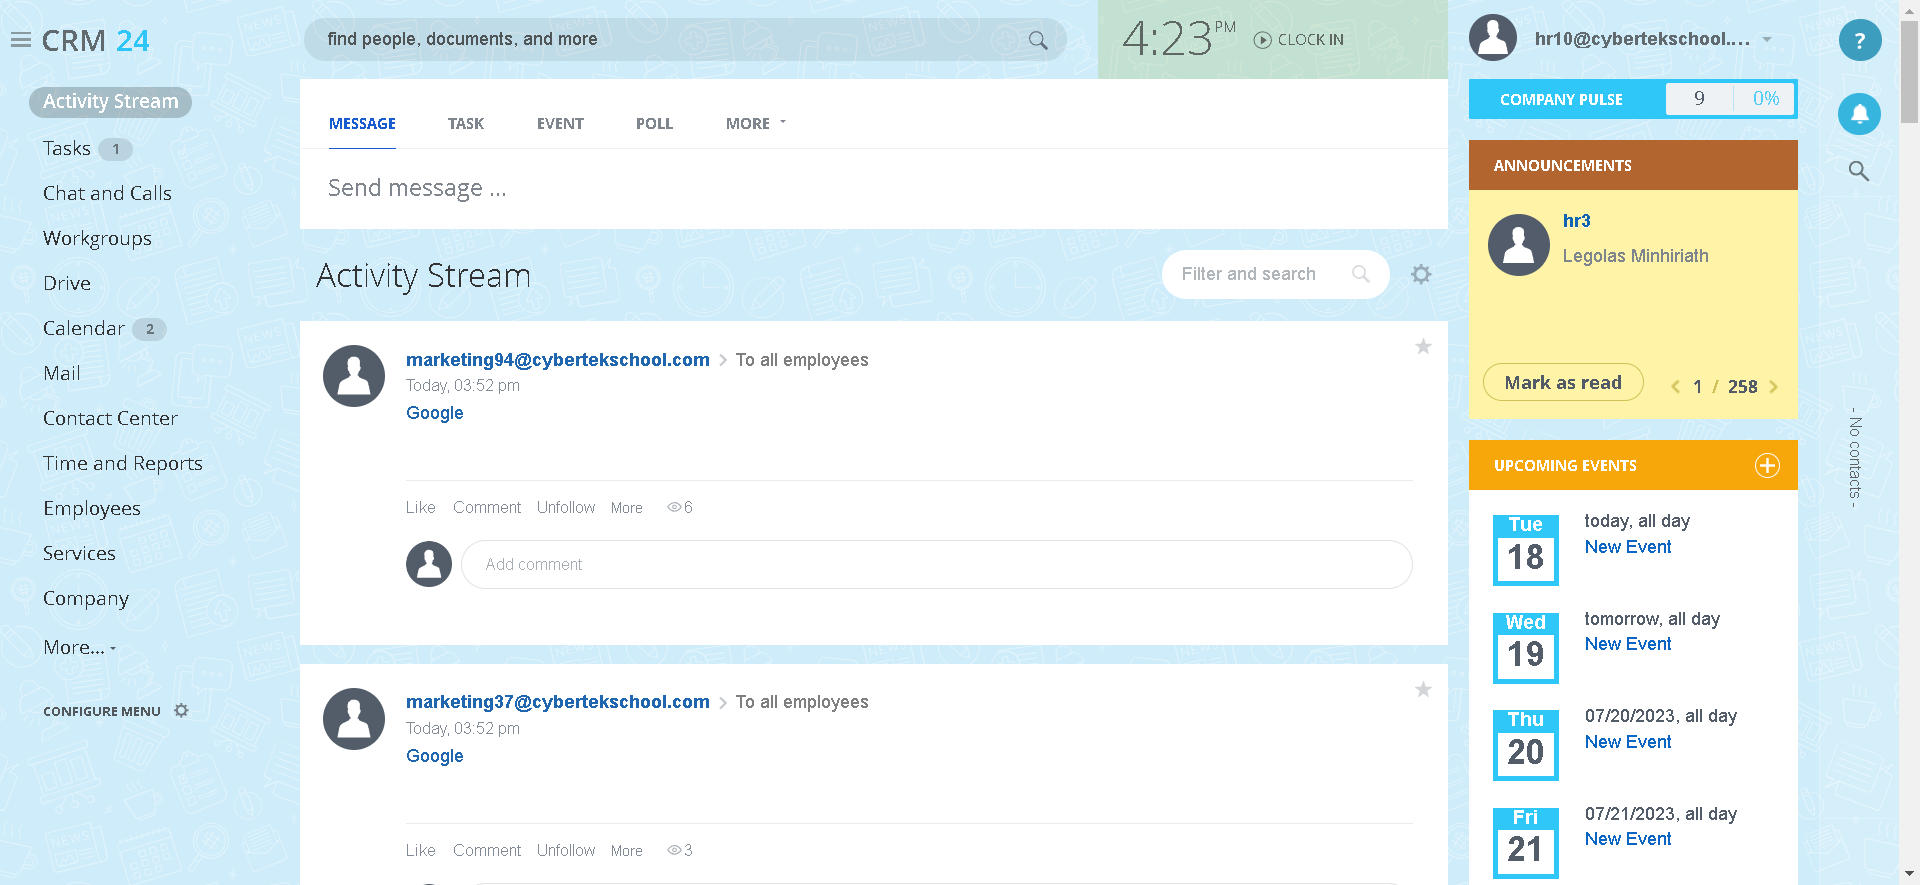 CRM 24
find people, documents, and more
4:23 PM
CLOCK IN
hr10@cybertekschool....
?
Activity Stream
Tasks 1
Chat and Calls
Workgroups
Drive
Calendar 2
Mail
Contact Center
Time and Reports
Employees
Services
Company
More...
CONFIGURE MENU
MESSAGE TASK EVENT POLL MORE
Send message ...
Activity Stream
Filter and search
marketing94@cybertekschool.com To all employees
Today, 03:52 pm
Google
Like Comment Unfollow More 6
Add comment
marketing37@cybertekschool.com To all employees
Today, 03:52 pm
Google
Like Comment Unfollow More 3
COMPANY PULSE 9 0%
ANNOUNCEMENTS
hr3
Legolas Minhiriath
Mark as read
1 / 258
UPCOMING EVENTS
Tue
18
today, all day
New Event
Wed
19
tomorrow, all day
New Event
Thu
20
07/20/2023, all day
New Event
Fri
21
07/21/2023, all day
New Event
- No contacts -